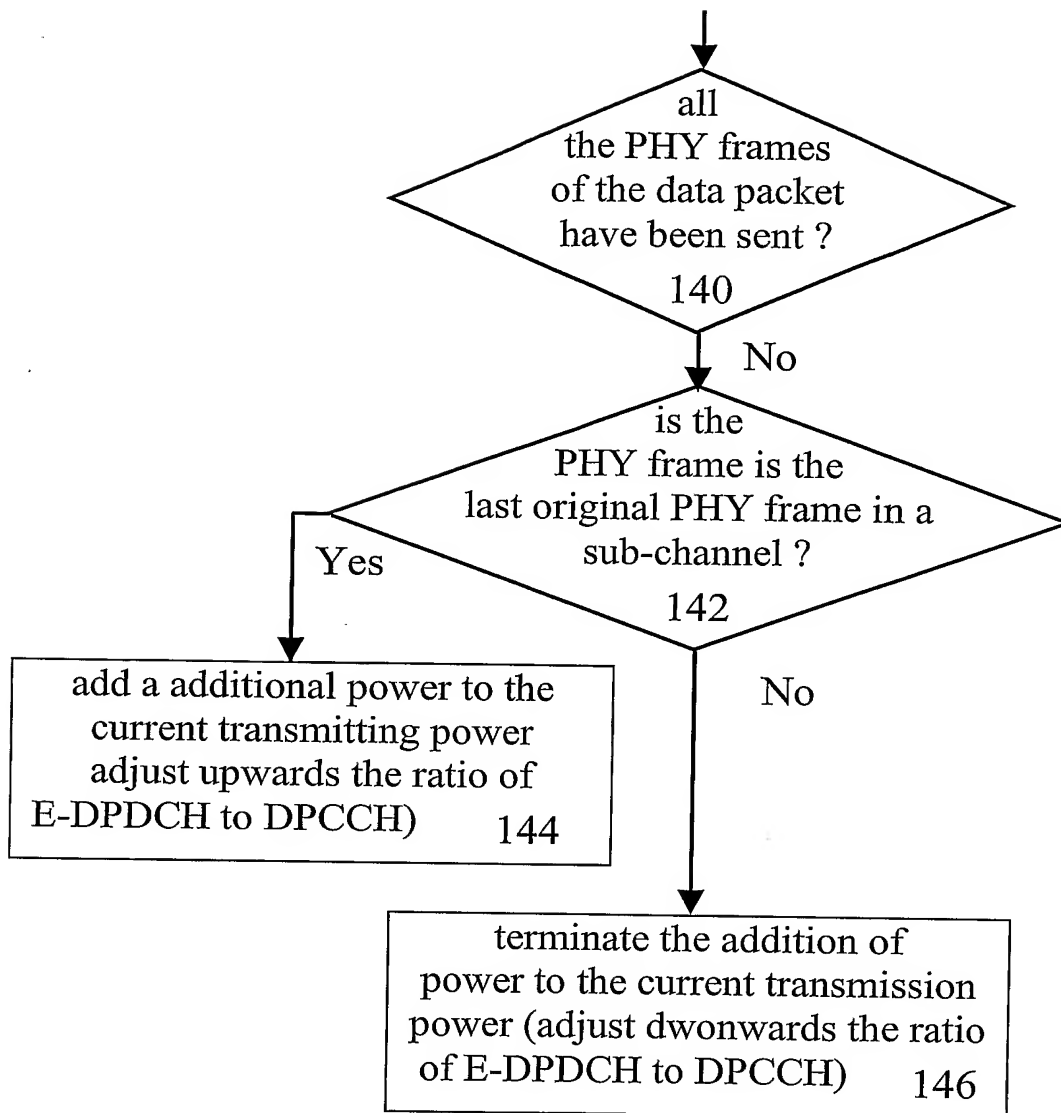 all
the PHY frames
of the data packet
have been sent ?
140
No
is the
PHY frame is the
last original PHY frame in a
sub-channel ?
142
Yes
No
add a additional power to the
current transmitting power
adjust upwards the ratio of
E-DPDCH to DPCCH) 144
terminate the addition of
power to the current transmission
power (adjust dwonwards the ratio
of E-DPDCH to DPCCH) 146